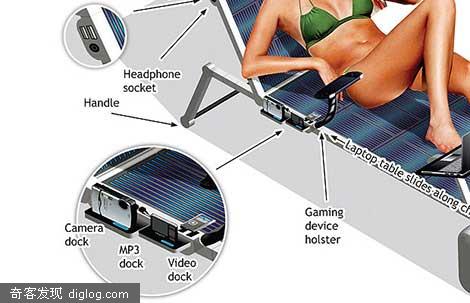 Headphone
socket
Handle
Laptop table slides along
Gaming
device
holster
Camera
dock
MP3
dock
Video
dock
奇客发现 diglog.com